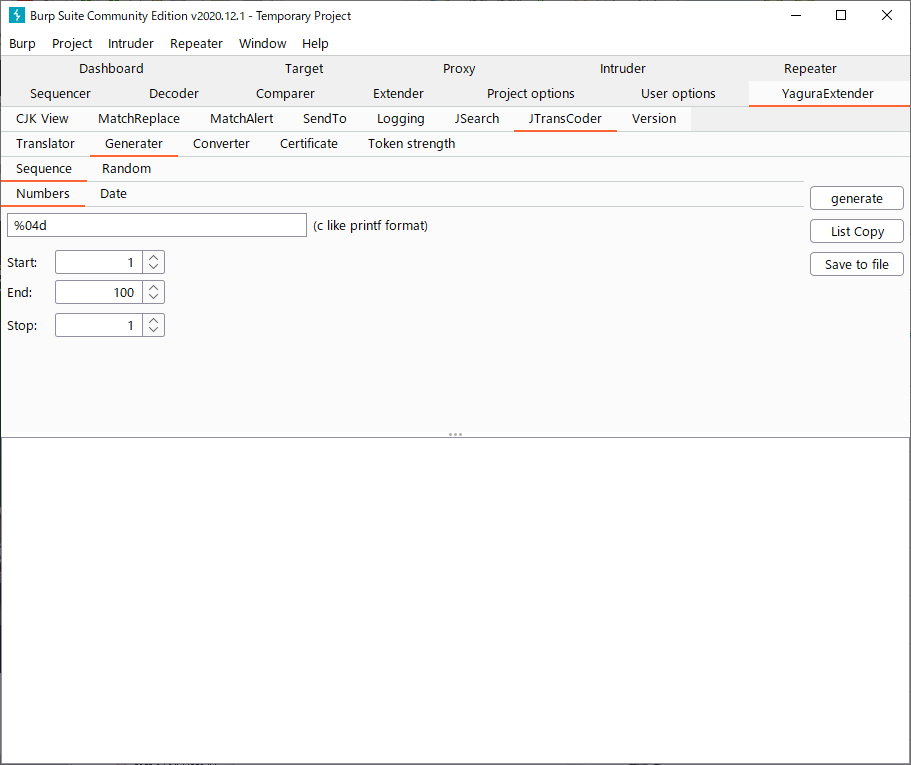 Burp Suite Community Edition v2020.12.1 - Temporary Project
Burp Project Intruder Repeater Window Help
Dashboard Target Proxy Intruder Repeater
Sequencer Decoder Comparer Extender Project options User options YaguraExtender
CJK View MatchReplace MatchAlert SendTo Logging JSearch JTransCoder Version
Translator Generater Converter Certificate Token strength
Sequence Random
Numbers Date
generate
%04d (c like printf format)
List Copy
Start: 1
Save to file
End: 100
Stop: 1